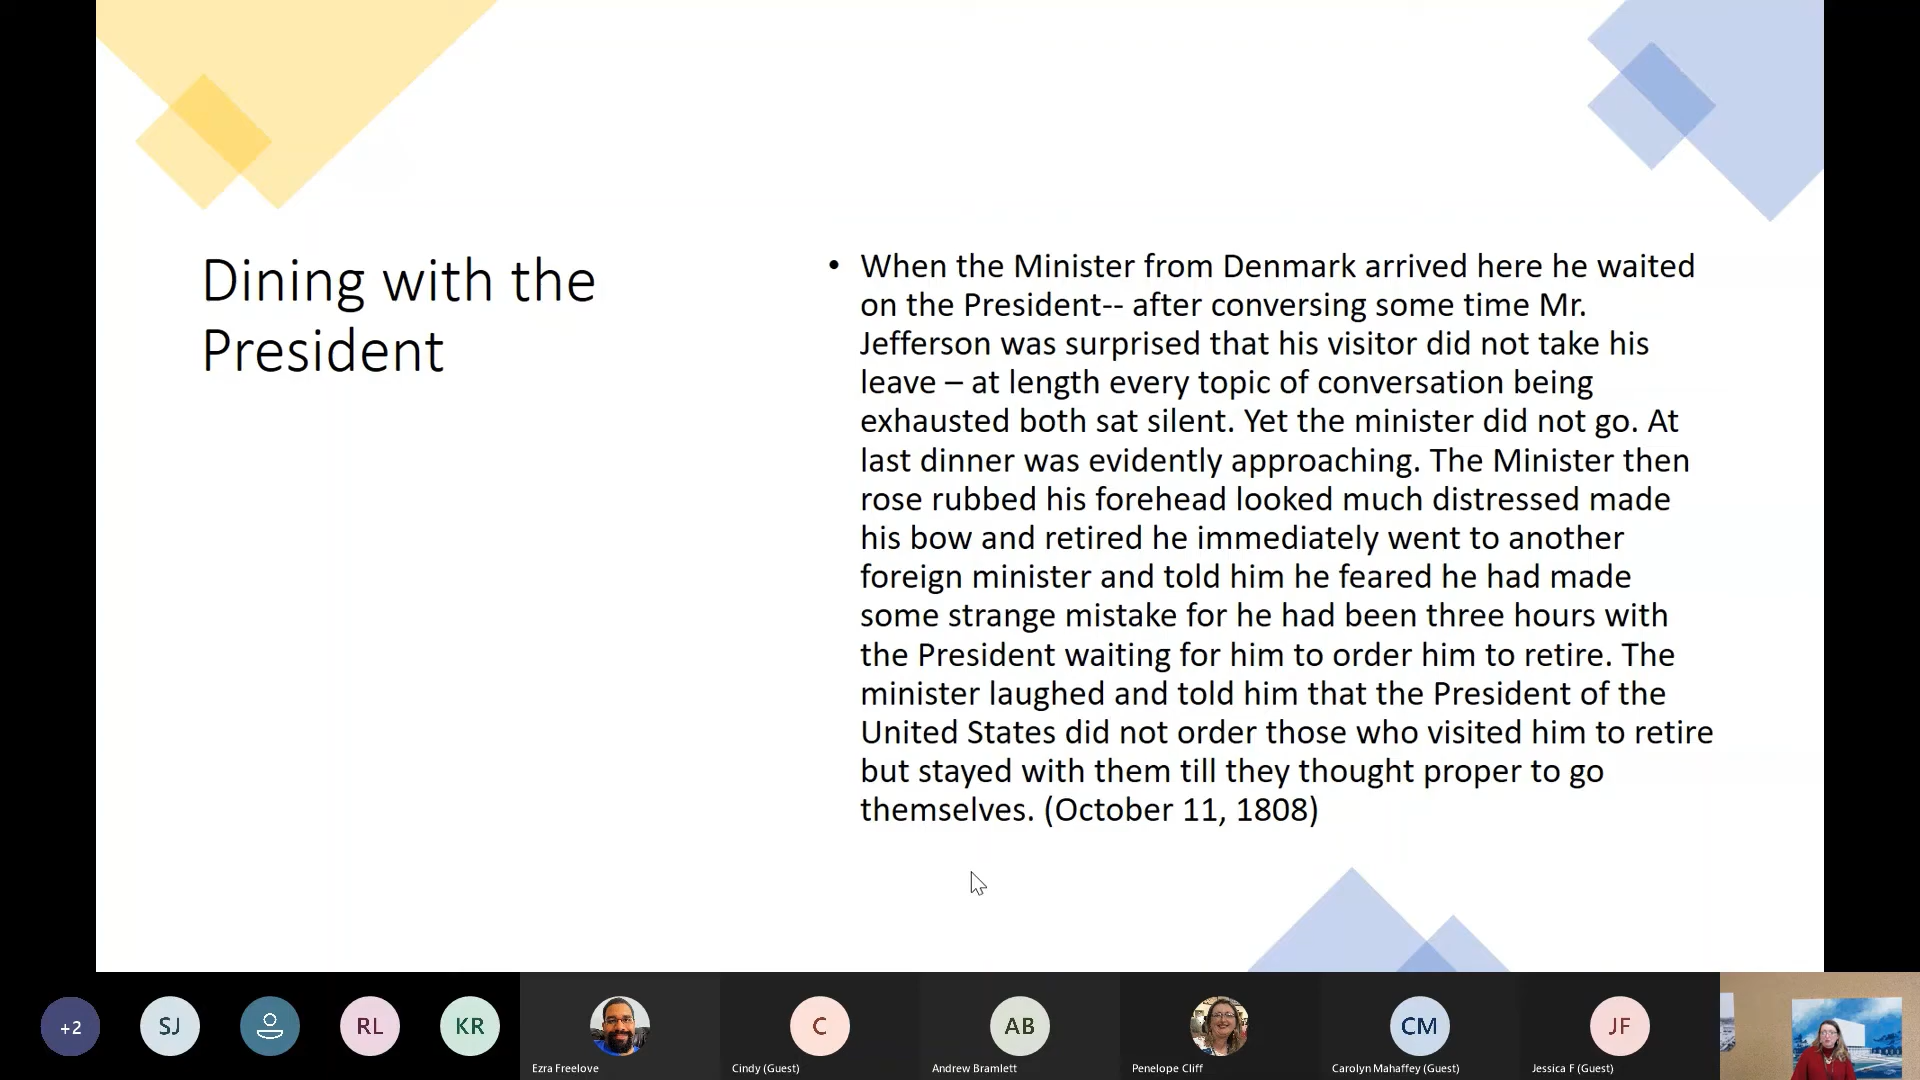 Dining with the
President
• When the Minister from Denmark arrived here he waited
on the President-- after conversing some time Mr.
Jefferson was surprised that his visitor did not take his
leave – at length every topic of conversation being
exhausted both sat silent. Yet the minister did not go. At
last dinner was evidently approaching. The Minister then
rose rubbed his forehead looked much distressed made
his bow and retired he immediately went to another
foreign minister and told him he feared he had made
some strange mistake for he had been three hours with
the President waiting for him to order him to retire. The
minister laughed and told him that the President of the
United States did not order those who visited him to retire
but stayed with them till they thought proper to go
themselves. (October 11, 1808)
+2
SJ
RL
KR
C
AB
CM
JF
Ezra Freelove
Cindy (Guest)
Andrew Bramlett
Penelope Cliff
Carolyn Mahaffey (Guest)
Jessica F (Guest)